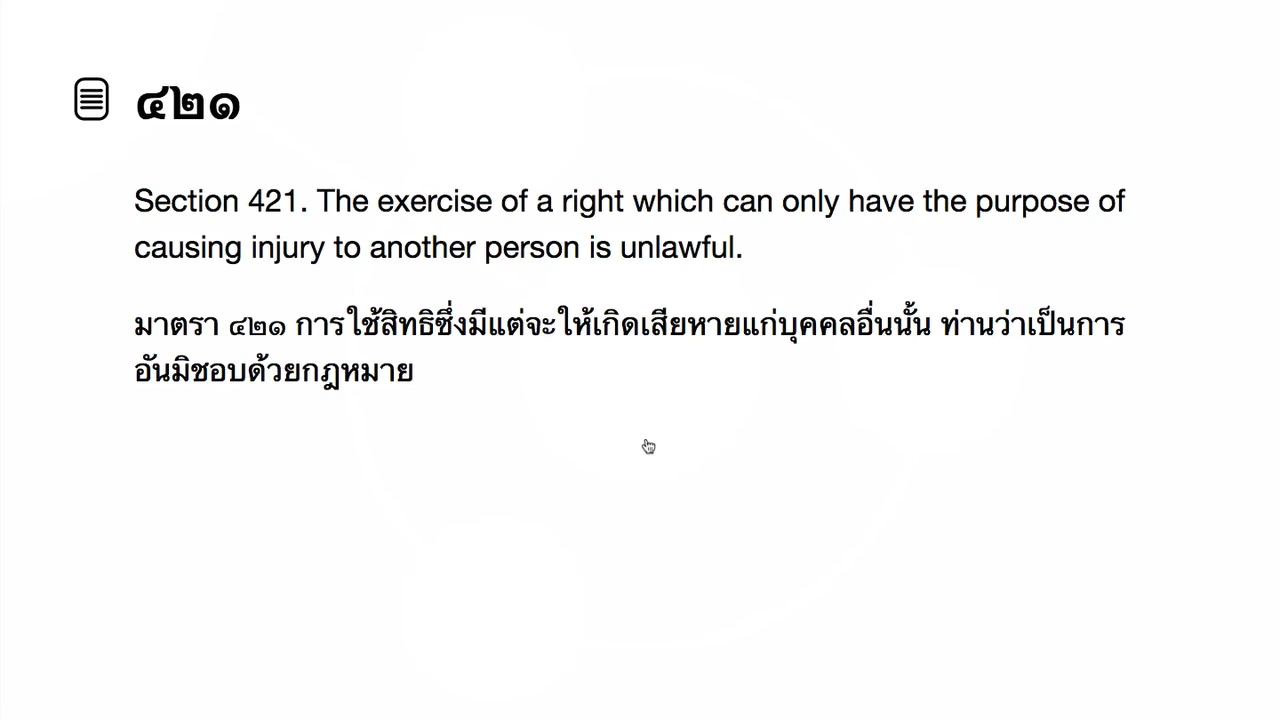 ๔๒๑
Section 421. The exercise of a right which can only have the purpose of
causing injury to another person is unlawful.
มาตรา ๔๒๑ การใช้สิทธิซึ่งมีแต่จะให้เกิดเสียหายแก่บุคคลอื่นนั้น ท่านว่าเป็นการ
อันมิชอบด้วยกฎหมาย